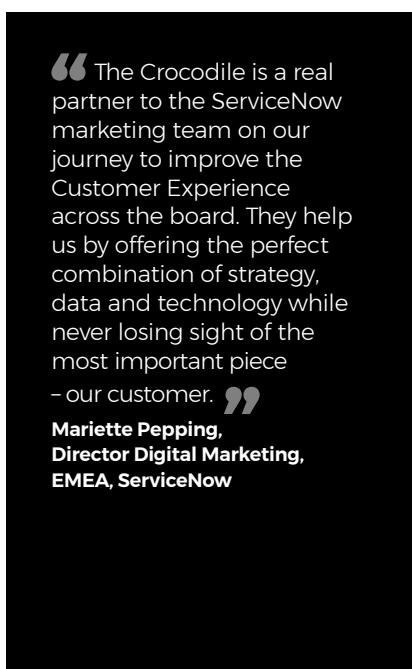 “ The Crocodile is a real
partner to the ServiceNow
marketing team on our
journey to improve the
Customer Experience
across the board. They help
us by offering the perfect
combination of strategy,
data and technology while
never losing sight of the
most important piece
– our customer. ”
Mariette Pepping,
Director Digital Marketing,
EMEA, ServiceNow